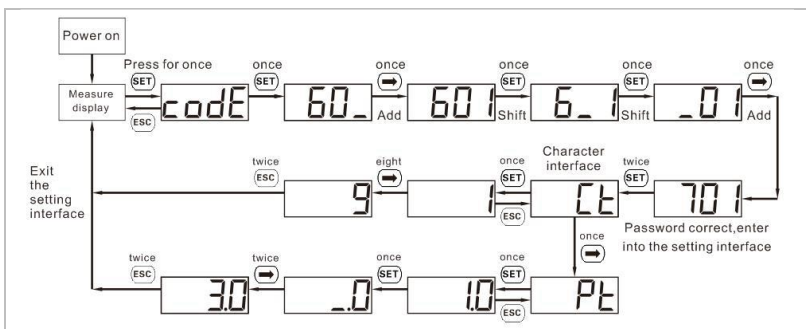 Power on
Press for once
SET
once
SET
once
once
SET
once
SET
once
Measure
display
ESC
codE
60_
Add
601
Shift
6_1
Shift
_01
Add
Exit
the
setting
interface
twice
ESC
eight
once
SET
ESC
Character
interface
twice
SET
9
1
Ct
701
Password correct,enter
into the setting interface
once
twice
ESC
twice
once
SET
once
SET
ESC
3.0
_.0
1.0
Pt